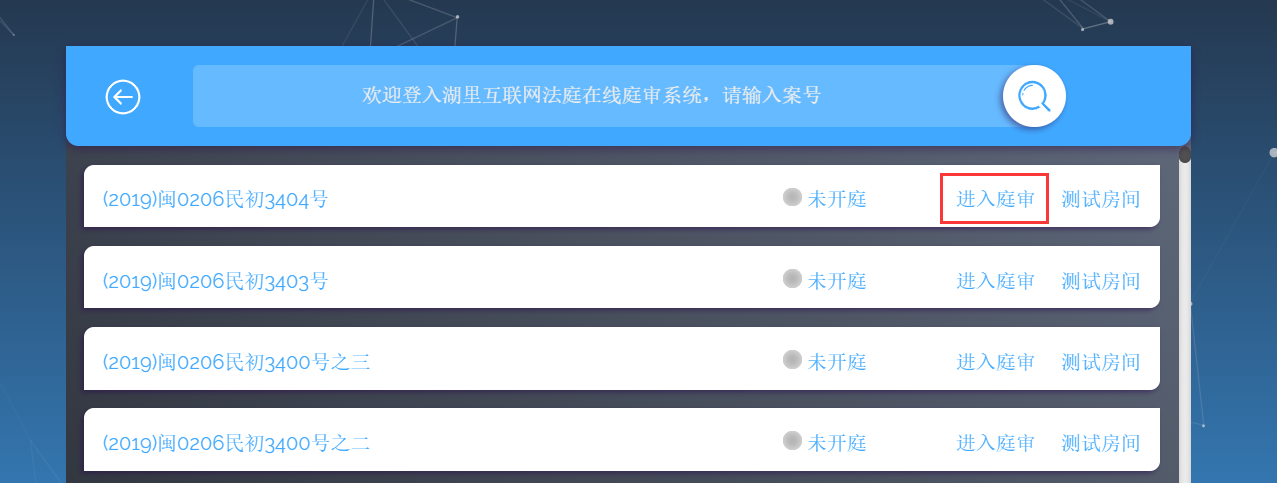 欢迎登入湖里互联网法庭在线庭审系统，请输入案号
(2019)闽0206民初3404号 未开庭 进入庭审 测试房间
(2019)闽0206民初3403号 未开庭 进入庭审 测试房间
(2019)闽0206民初3400号之三 未开庭 进入庭审 测试房间
(2019)闽0206民初3400号之二 未开庭 进入庭审 测试房间